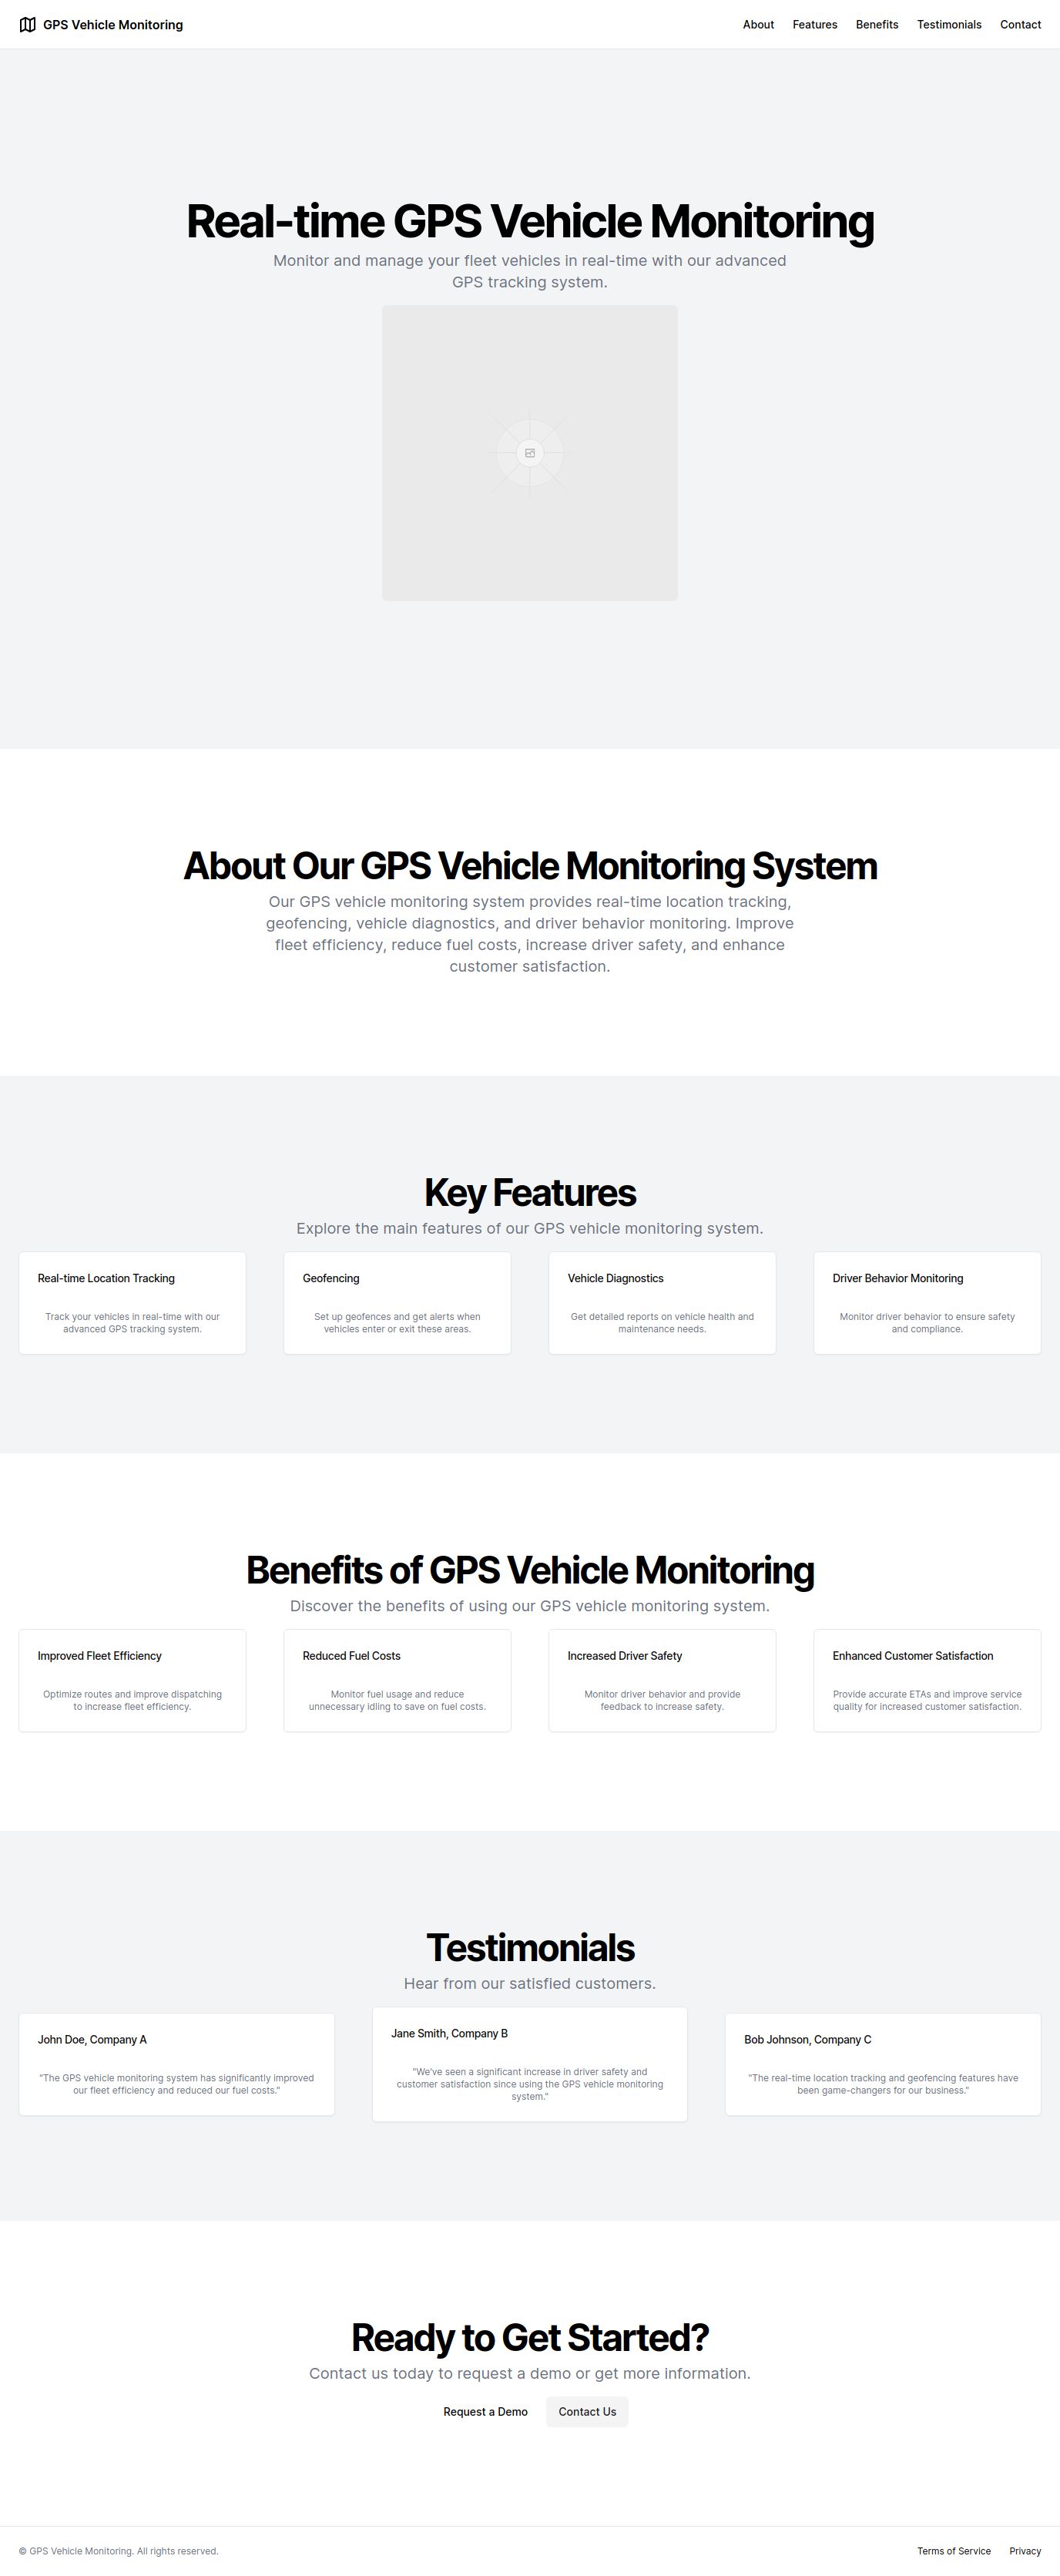 GPS Vehicle Monitoring
About Features Benefits Testimonials Contact
Real-time GPS Vehicle Monitoring
Monitor and manage your fleet vehicles in real-time with our advanced
GPS tracking system.
About Our GPS Vehicle Monitoring System
Our GPS vehicle monitoring system provides real-time location tracking,
geofencing, vehicle diagnostics, and driver behavior monitoring. Improve
fleet efficiency, reduce fuel costs, increase driver safety, and enhance
customer satisfaction.
Key Features
Explore the main features of our GPS vehicle monitoring system.
Real-time Location Tracking
Track your vehicles in real-time with our
advanced GPS tracking system.
Geofencing
Set up geofences and get alerts when
vehicles enter or exit these areas.
Vehicle Diagnostics
Get detailed reports on vehicle health and
maintenance needs.
Driver Behavior Monitoring
Monitor driver behavior to ensure safety
and compliance.
Benefits of GPS Vehicle Monitoring
Discover the benefits of using our GPS vehicle monitoring system.
Improved Fleet Efficiency
Optimize routes and improve dispatching
to increase fleet efficiency.
Reduced Fuel Costs
Monitor fuel usage and reduce
unnecessary idling to save on fuel costs.
Increased Driver Safety
Monitor driver behavior and provide
feedback to increase safety.
Enhanced Customer Satisfaction
Provide accurate ETAs and improve service
quality for increased customer satisfaction.
Testimonials
Hear from our satisfied customers.
John Doe, Company A
"The GPS vehicle monitoring system has significantly improved
our fleet efficiency and reduced our fuel costs."
Jane Smith, Company B
"We've seen a significant increase in driver safety and
customer satisfaction since using the GPS vehicle monitoring
system."
Bob Johnson, Company C
"The real-time location tracking and geofencing features have
been game-changers for our business."
Ready to Get Started?
Contact us today to request a demo or get more information.
Request a Demo
Contact Us
© GPS Vehicle Monitoring. All rights reserved.
Terms of Service Privacy